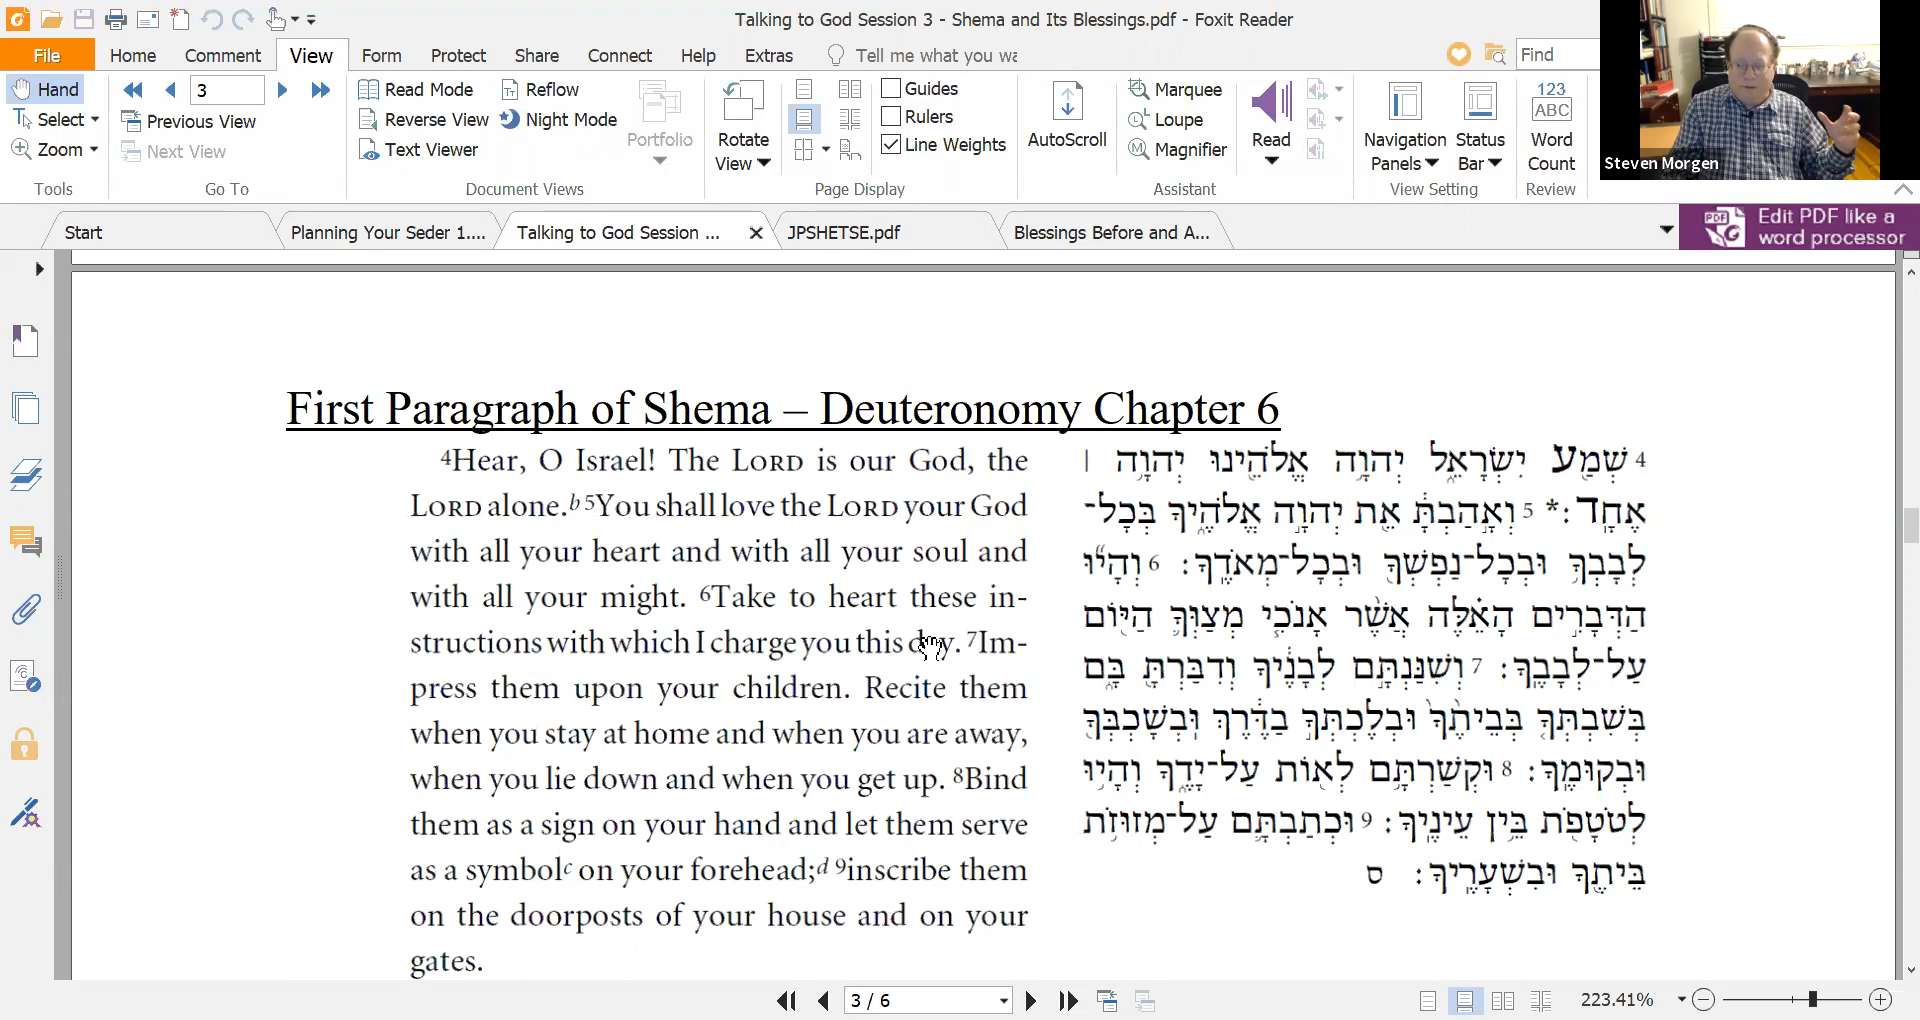 Talking to God Session 3 - Shema and Its Blessings.pdf - Foxit Reader
File Home Comment View Form Protect Share Connect Help Extras Tell me what you wa Find
Hand 3 Read Mode Reflow Guides Marquee
Select Previous View Reverse View Night Mode Portfolio Rotate View Rulers AutoScroll Loupe Read Navigation Panels Status Bar 123 ABC Word Count
Zoom Next View Text Viewer Line Weights Magnifier
Tools Go To Document Views Page Display Assistant View Setting Review
Steven Morgen
Start Planning Your Seder 1.... Talking to God Session ... JPSHETSE.pdf Blessings Before and A...
PDF Edit PDF like a
word processor
First Paragraph of Shema – Deuteronomy Chapter 6
4Hear, O Israel! The LORD is our God, the
LORD alone.b 5You shall love the LORD your God
with all your heart and with all your soul and
with all your might. 6Take to heart these in-
structions with which I charge you this day. 7Im-
press them upon your children. Recite them
when you stay at home and when you are away,
when you lie down and when you get up. 8Bind
them as a sign on your hand and let them serve
as a symbolc on your forehead;d 9inscribe them
on the doorposts of your house and on your
gates.
4 שְׁמַ֖ע יִשְׂרָאֵ֑ל יְהוָ֥ה אֱלֹהֵ֖ינוּ יְהוָ֥ה ׀
אֶחָֽד׃* 5 וְאָ֣הַבְתָּ֔ אֵ֖ת יְהוָ֣ה אֱלֹהֶ֑יךָ בְּכָל־
לְבָבְךָ֥ וּבְכָל־נַפְשְׁךָ֖ וּבְכָל־מְאֹדֶֽךָ׃ 6 וְהָי֞וּ
הַדְּבָרִ֣ים הָאֵ֗לֶּה אֲשֶׁ֨ר אָנֹכִ֧י מְצַוְּךָ֛ הַיּ֖וֹם
עַל־לְבָבֶֽךָ׃ 7 וְשִׁנַּנְתָּ֣ם לְבָנֶ֔יךָ וְדִבַּרְתָּ֖ בָּ֑ם
בְּשִׁבְתְּךָ֤ בְּבֵיתֶ֙ךָ֙ וּבְלֶכְתְּךָ֣ בַדֶּ֔רֶךְ וּֽבְשָׁכְבְּךָ֖
וּבְקוּמֶֽךָ׃ 8 וּקְשַׁרְתָּ֥ם לְא֖וֹת עַל־יָדֶ֑ךָ וְהָי֥וּ
לְטֹטָפֹ֖ת בֵּ֥ין עֵינֶֽיךָ׃ 9 וּכְתַבְתָּ֛ם עַל־מְזוּזֹ֥ת
בֵּיתֶ֖ךָ וּבִשְׁעָרֶֽיךָ׃ ס
3 / 6 223.41%